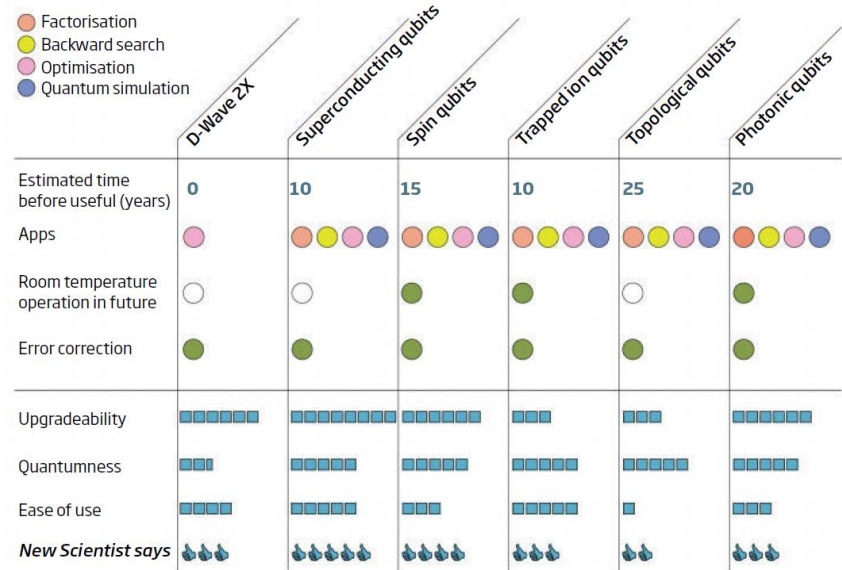 Factorisation
Backward search
Optimisation
Quantum simulation
D-Wave 2X
Superconducting qubits
Spin qubits
Trapped ion qubits
Topological qubits
Photonic qubits
Estimated time
before useful (years)
0 10 15 10 25 20
Apps
Room temperature
operation in future
Error correction
Upgradeability
Quantumness
Ease of use
New Scientist says